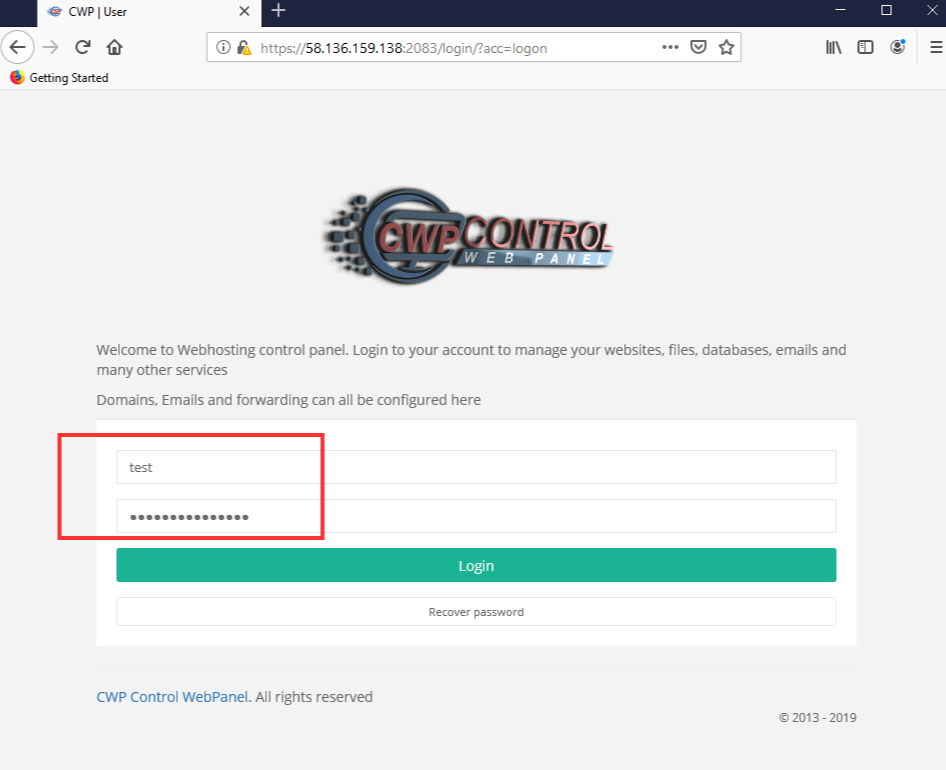 CWP | User
https://58.136.159.138:2083/login/?acc=logon
Getting Started
CWP CONTROL
WEB PANEL
Welcome to Webhosting control panel. Login to your account to manage your websites, files, databases, emails and
many other services
Domains, Emails and forwarding can all be configured here
test
Login
Recover password
CWP Control WebPanel. All rights reserved
© 2013 - 2019